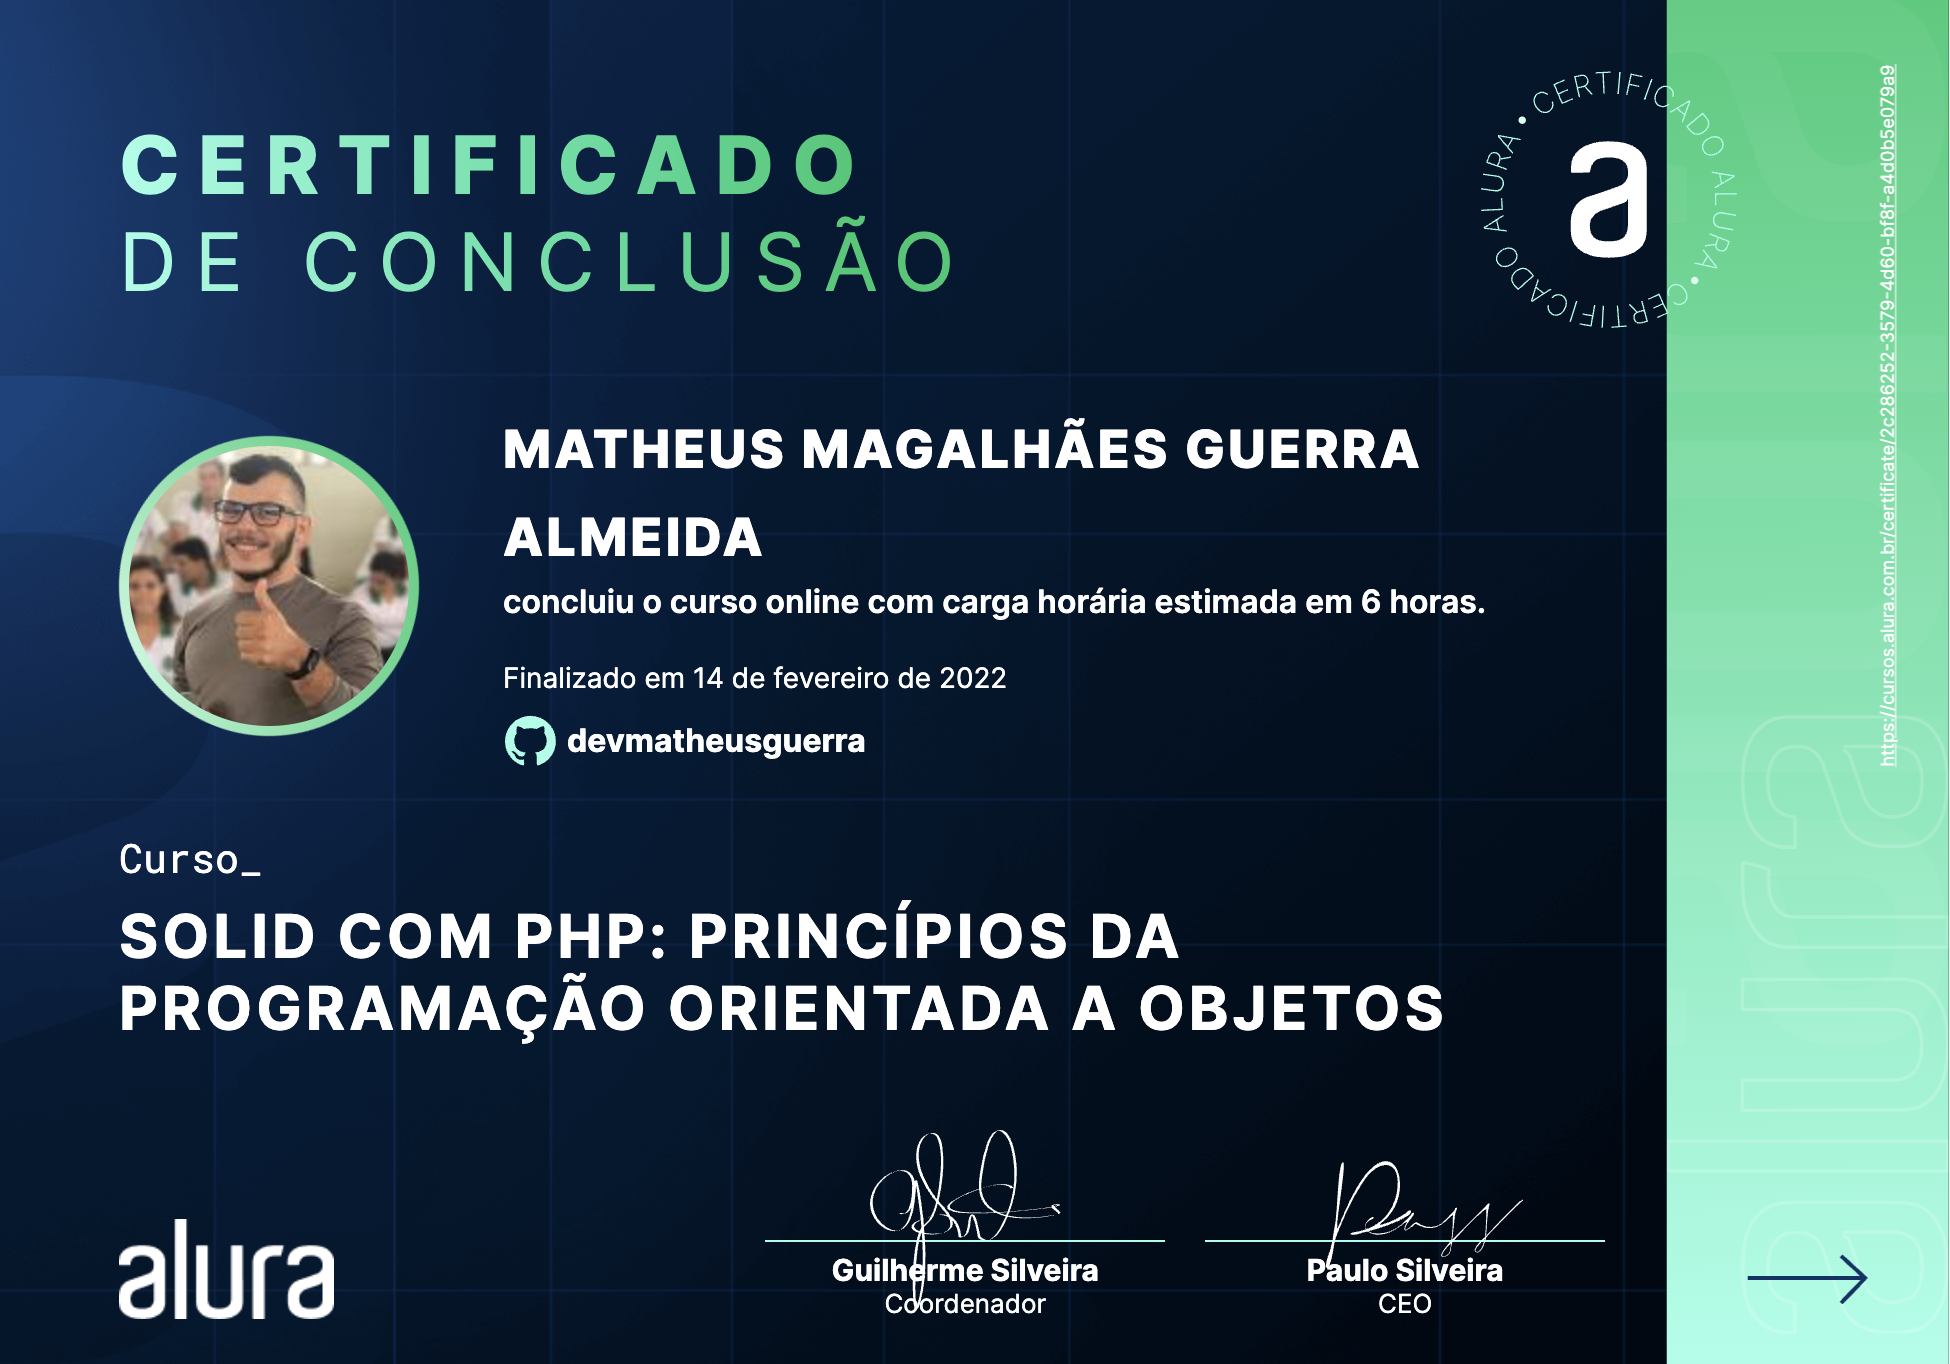 CERTIFICADO
DE CONCLUSÃO
CERTIFICADO ALURA • CERTIFICADO ALURA •
a
MATHEUS MAGALHÃES GUERRA
ALMEIDA
concluiu o curso online com carga horária estimada em 6 horas.
Finalizado em 14 de fevereiro de 2022
devmatheusguerra
Curso_
SOLID COM PHP: PRINCÍPIOS DA
PROGRAMAÇÃO ORIENTADA A OBJETOS
Guilherme Silveira
Coordenador
Paulo Silveira
CEO
alura
https://cursos.alura.com.br/certificate/2c286252-3579-4d60-bf8f-a4d0b5e079a9
alura